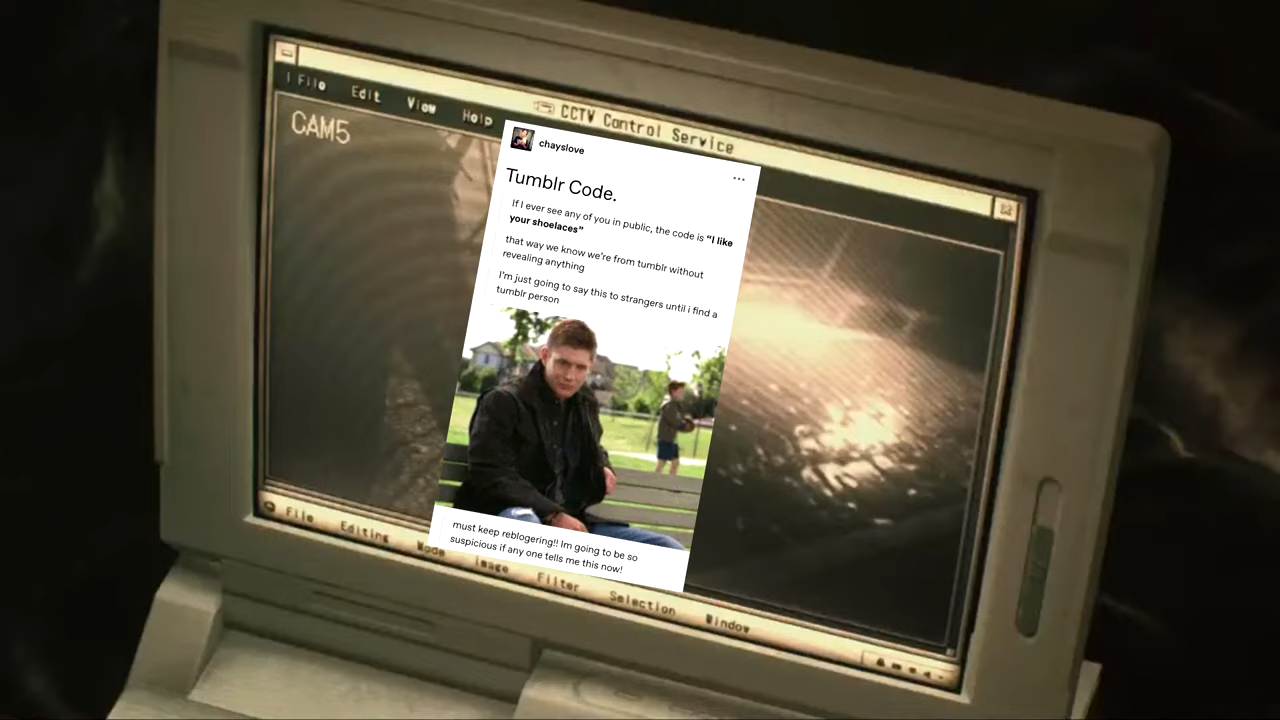 File Edit View Help
CCTV Control Service
CAM5
chayslove
Tumblr Code.
If I ever see any of you in public, the code is “I like
your shoelaces”
that way we know we’re from tumblr without
revealing anything
I’m just going to say this to strangers until i find a
tumblr person
must keep reblogering!! Im going to be so
suspicious if any one tells me this now!
File Editing Mode Image Filter Selection Window